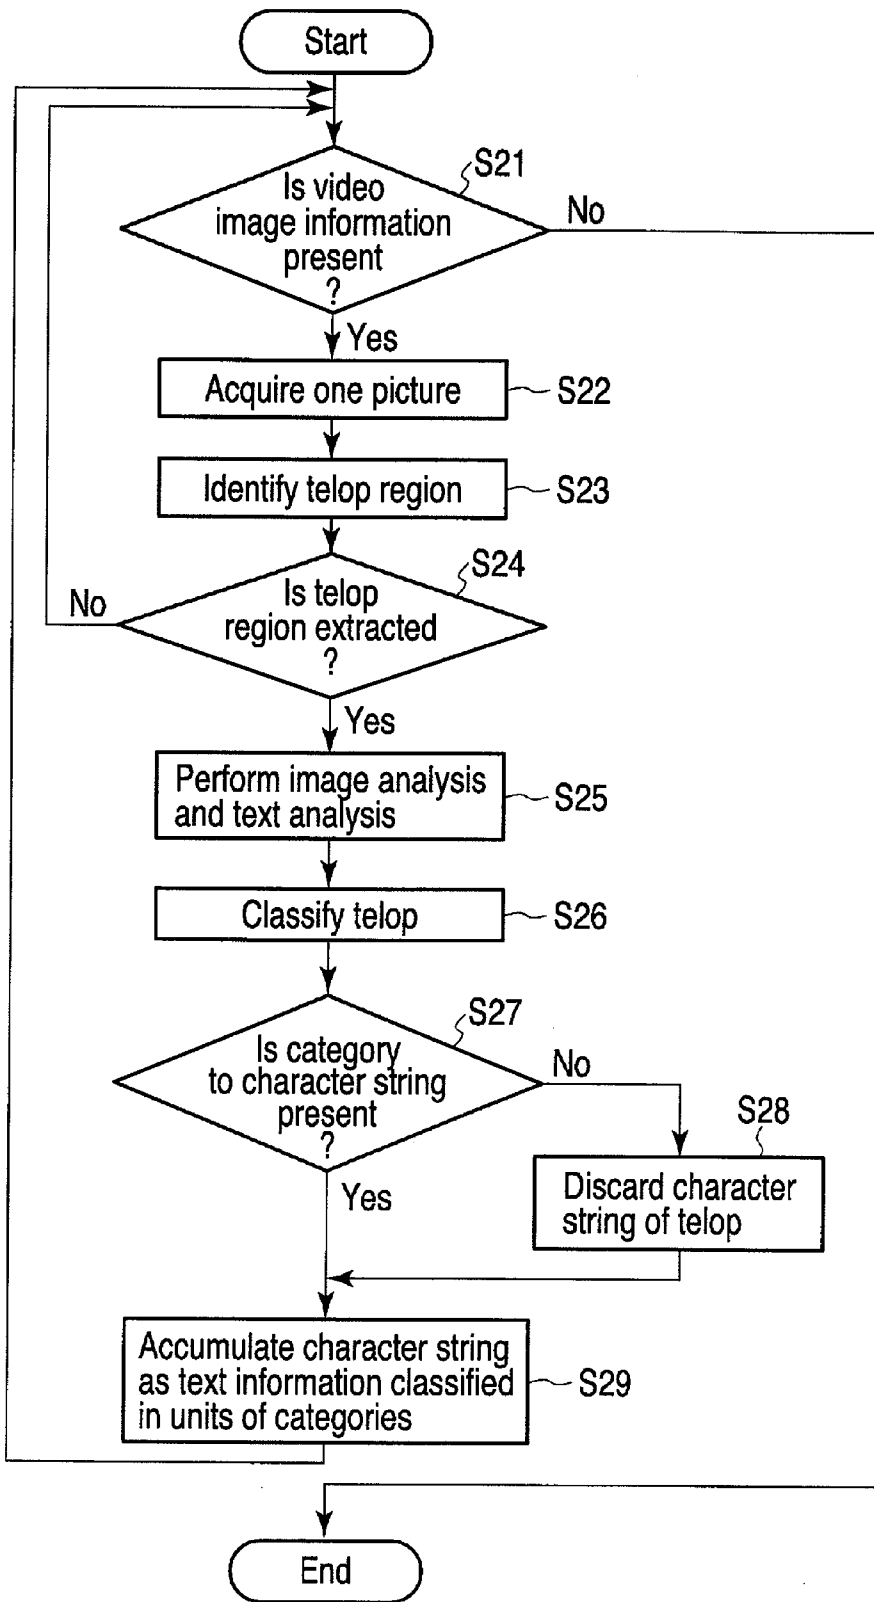 Start
S21
Is video
image information
present
?
No
Yes
Acquire one picture
S22
Identify telop region
S23
S24
Is telop
region extracted
?
No
Yes
Perform image analysis
and text analysis
S25
Classify telop
S26
S27
Is category
to character string
present
?
No
Yes
S28
Discard character
string of telop
Accumulate character string
as text information classified
in units of categories
S29
End